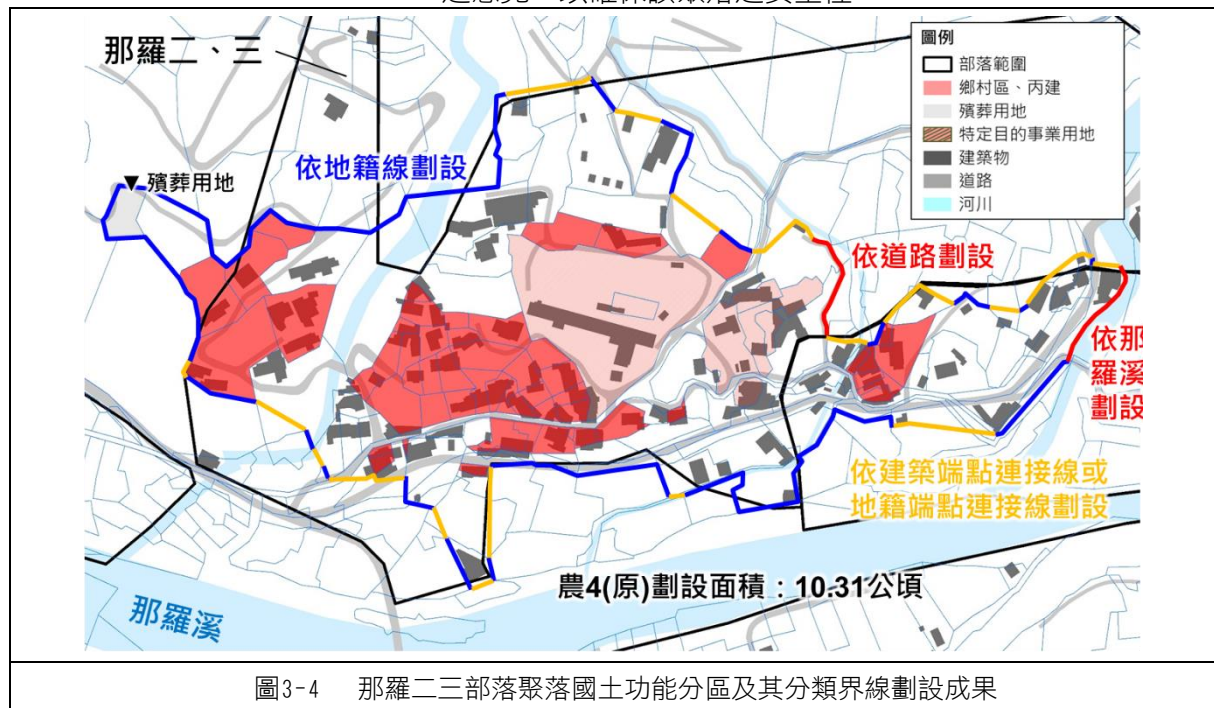 那羅二、三
圖例
部落範圍
鄉村區、丙建
殯葬用地
特定目的事業用地
建築物
道路
河川
依地籍線劃設
▼ 殯葬用地
依道路劃設
依那
羅溪
劃設
依建築端點連接線或
地籍端點連接線劃設
農4(原)劃設面積：10.31公頃
那羅溪
圖3-4 那羅二三部落聚落國土功能分區及其分類界線劃設成果